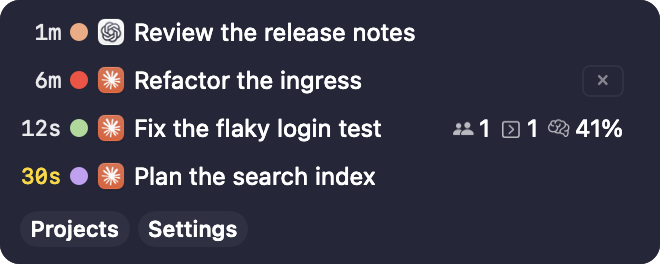 1m Review the release notes
6m Refactor the ingress ×
12s Fix the flaky login test 1 1 41%
30s Plan the search index
Projects Settings